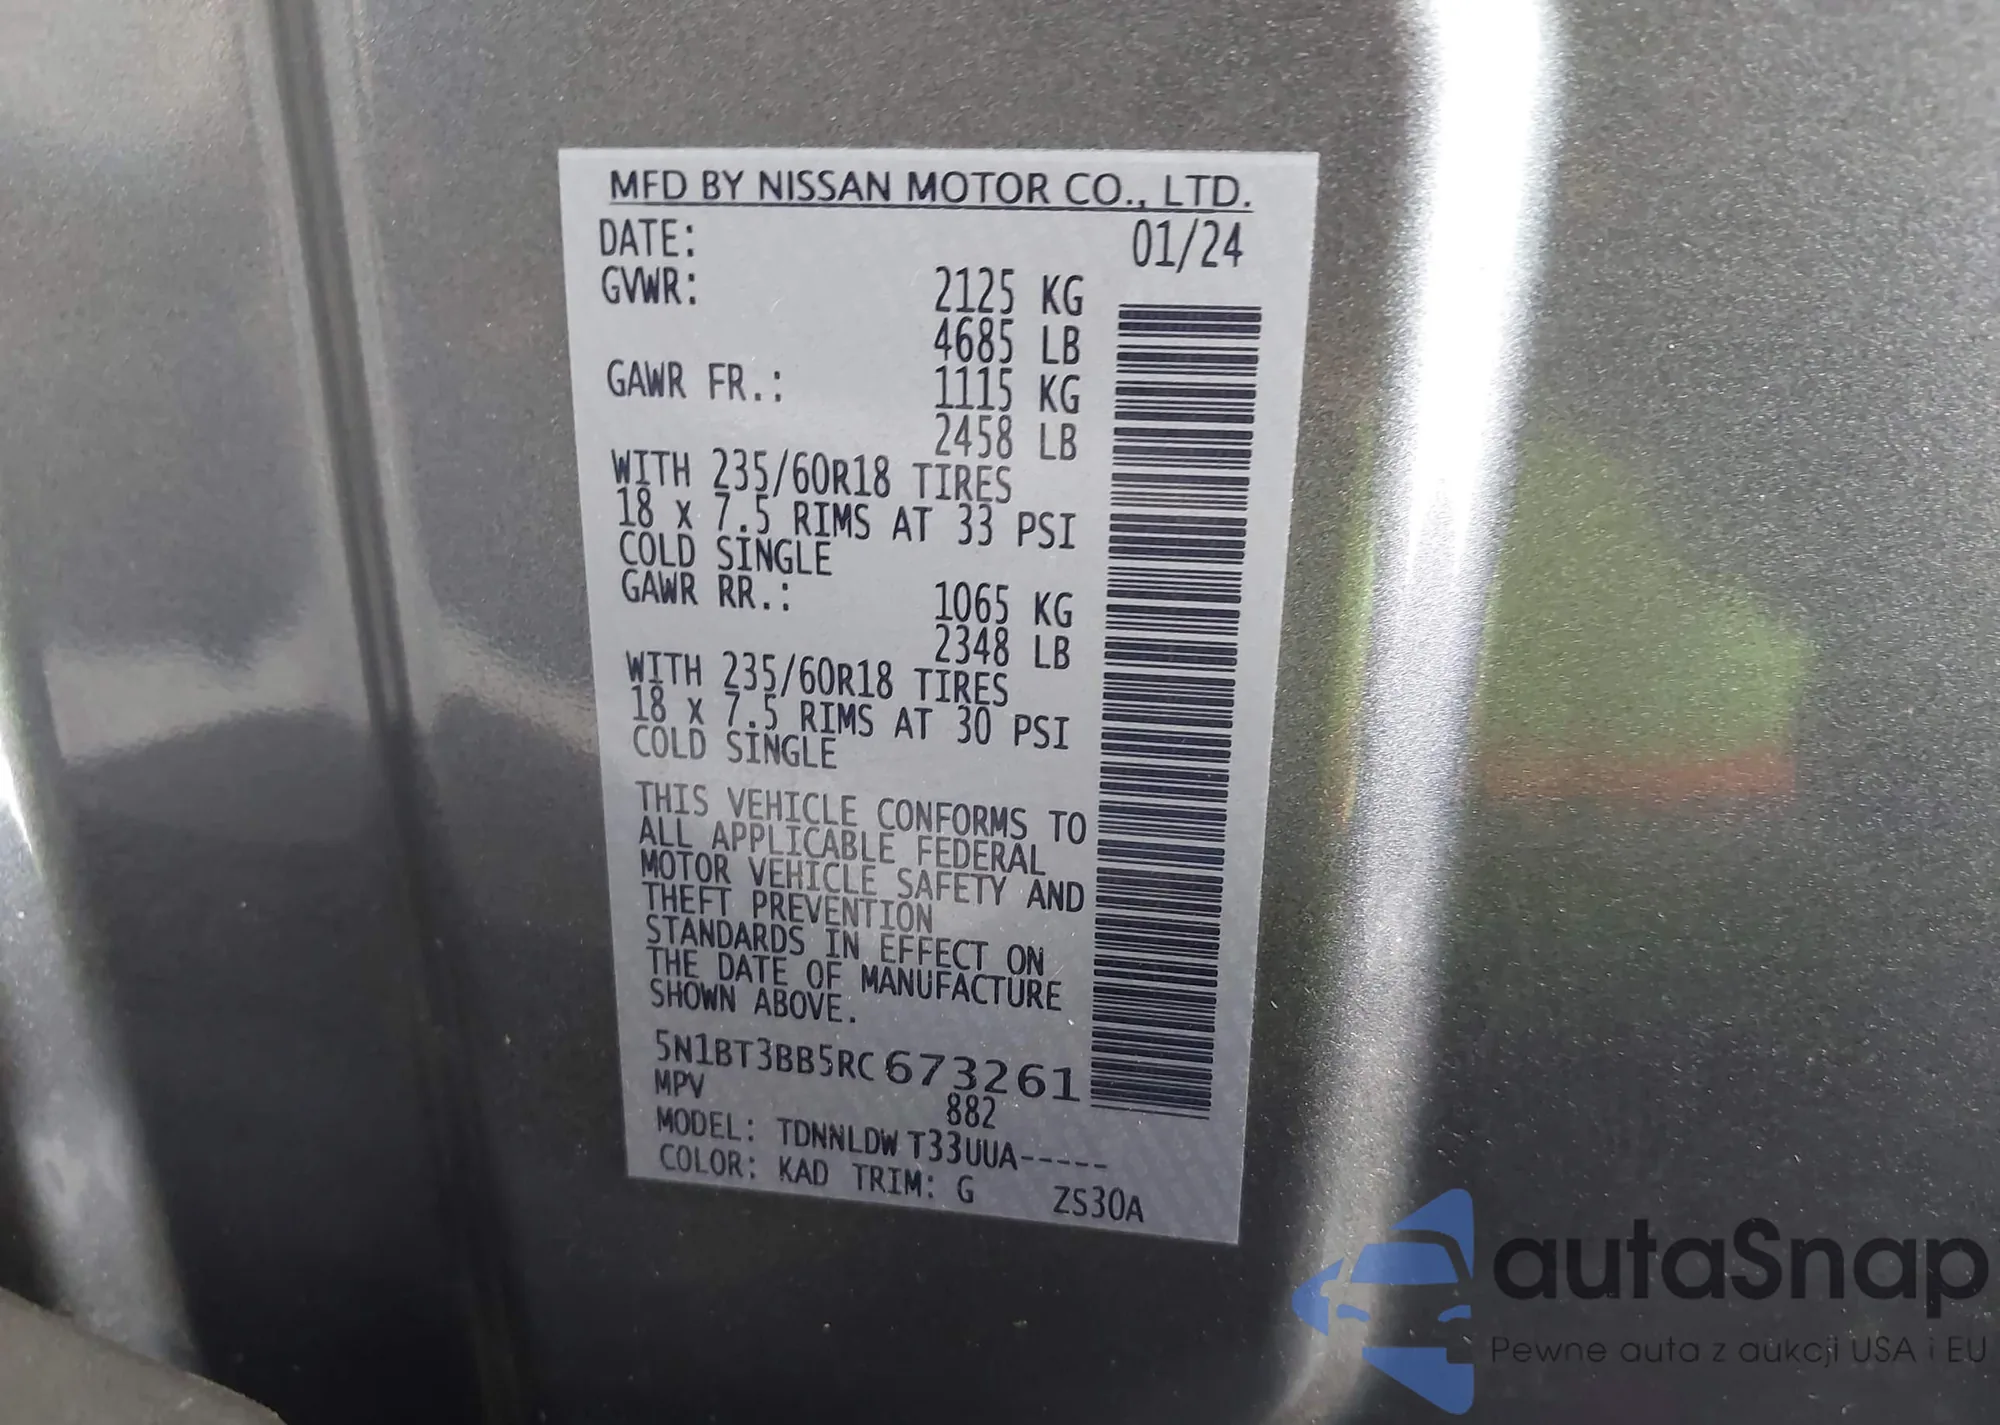 MFD BY NISSAN MOTOR CO., LTD.
DATE: 01/24
GVWR: 2125 KG
4685 LB
GAWR FR.: 1115 KG
2458 LB
WITH 235/60R18 TIRES
18 x 7.5 RIMS AT 33 PSI
COLD SINGLE
GAWR RR.: 1065 KG
2348 LB
WITH 235/60R18 TIRES
18 x 7.5 RIMS AT 30 PSI
COLD SINGLE
THIS VEHICLE CONFORMS TO
ALL APPLICABLE FEDERAL
MOTOR VEHICLE SAFETY AND
THEFT PREVENTION
STANDARDS IN EFFECT ON
THE DATE OF MANUFACTURE
SHOWN ABOVE.
5N1BT3BB5RC673261
MPV 882
MODEL: TDNNLDW T33UUA-----
COLOR: KAD TRIM: G ZS30A
autaSnap
Pewne auta z aukcji USA i EU